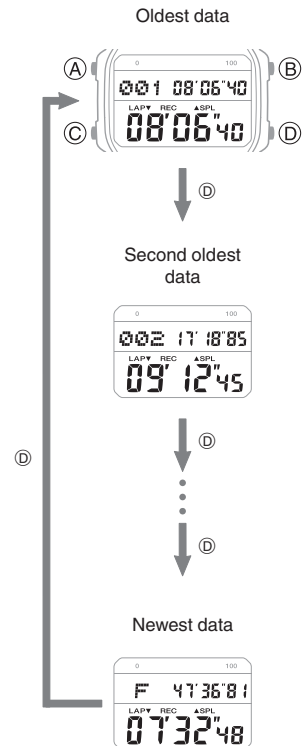 Oldest data
0 100
A B
001 08'06"40
LAP▼ REC ▲SPL
C 08'06"40 D
D
Second oldest
data
0 100
002 17'18"85
LAP▼ REC ▲SPL
09'12"45
D
D
D
Newest data
0 100
F 47'36"81
LAP▼ REC ▲SPL
07'32"48